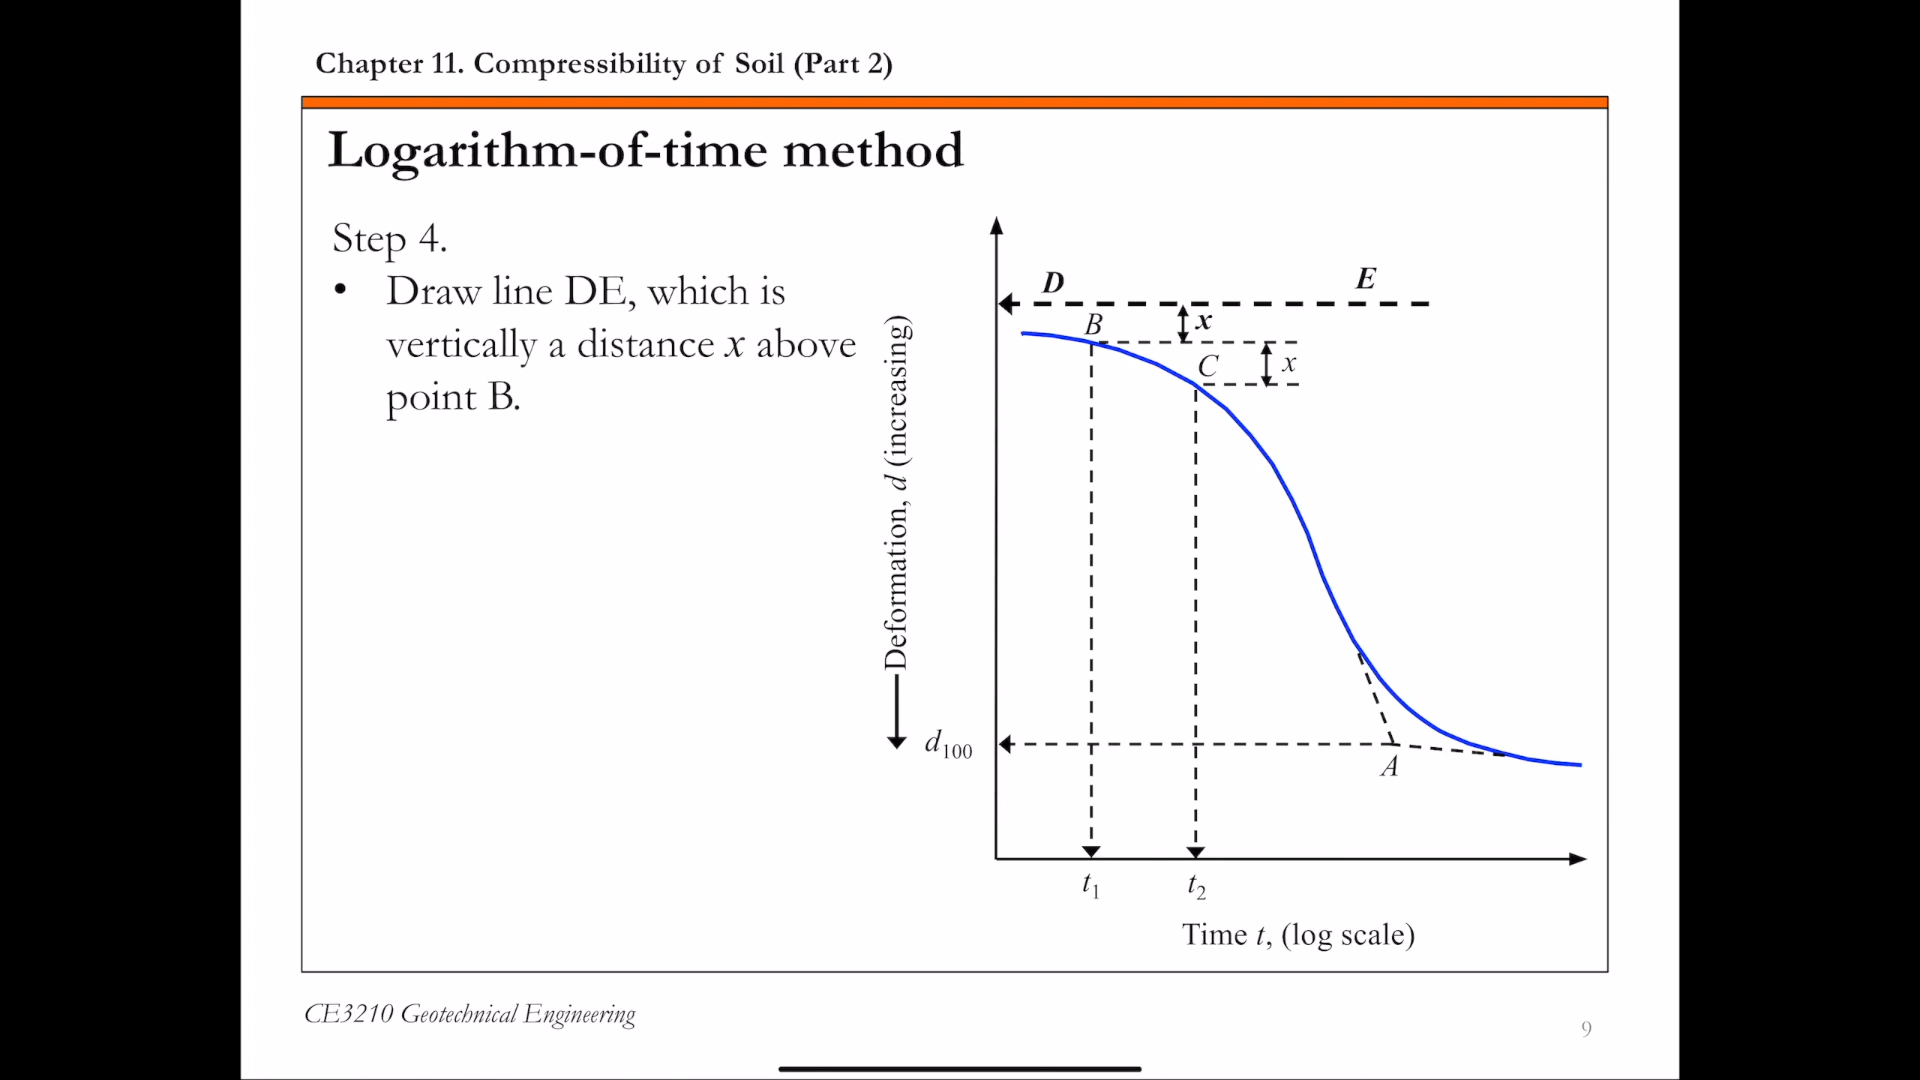 Chapter 11. Compressibility of Soil (Part 2)
Logarithm-of-time method
Step 4.
• Draw line DE, which is
vertically a distance x above
point B.
Deformation, d (increasing)
D
E
B
x
C
x
d100
A
t1
t2
Time t, (log scale)
CE3210 Geotechnical Engineering
9